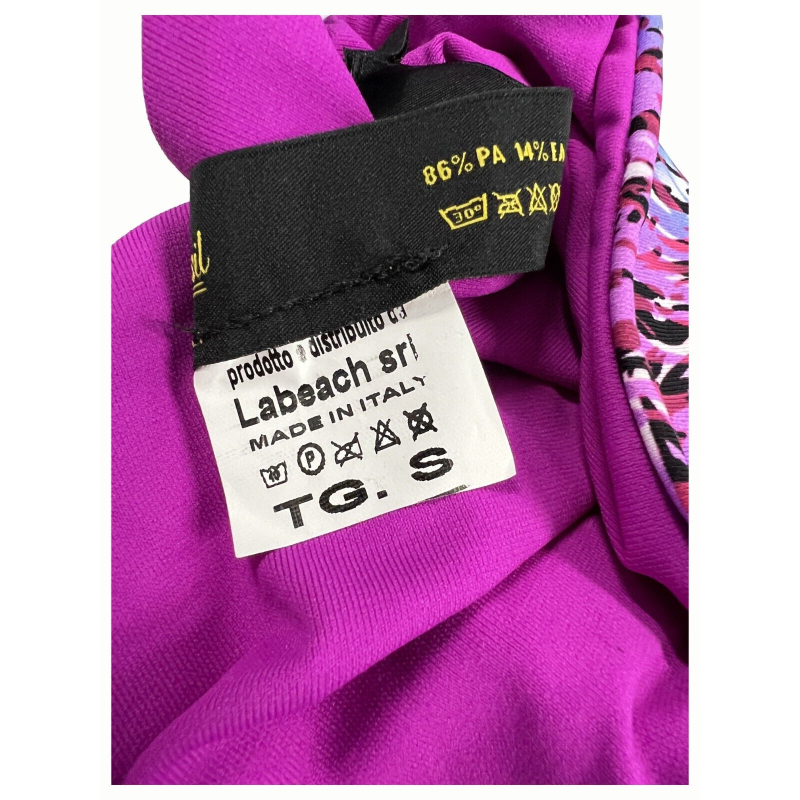 86% PA 14% EA
30°
prodotto e distribuito da
Labeach srl
MADE IN ITALY
P
TG. S